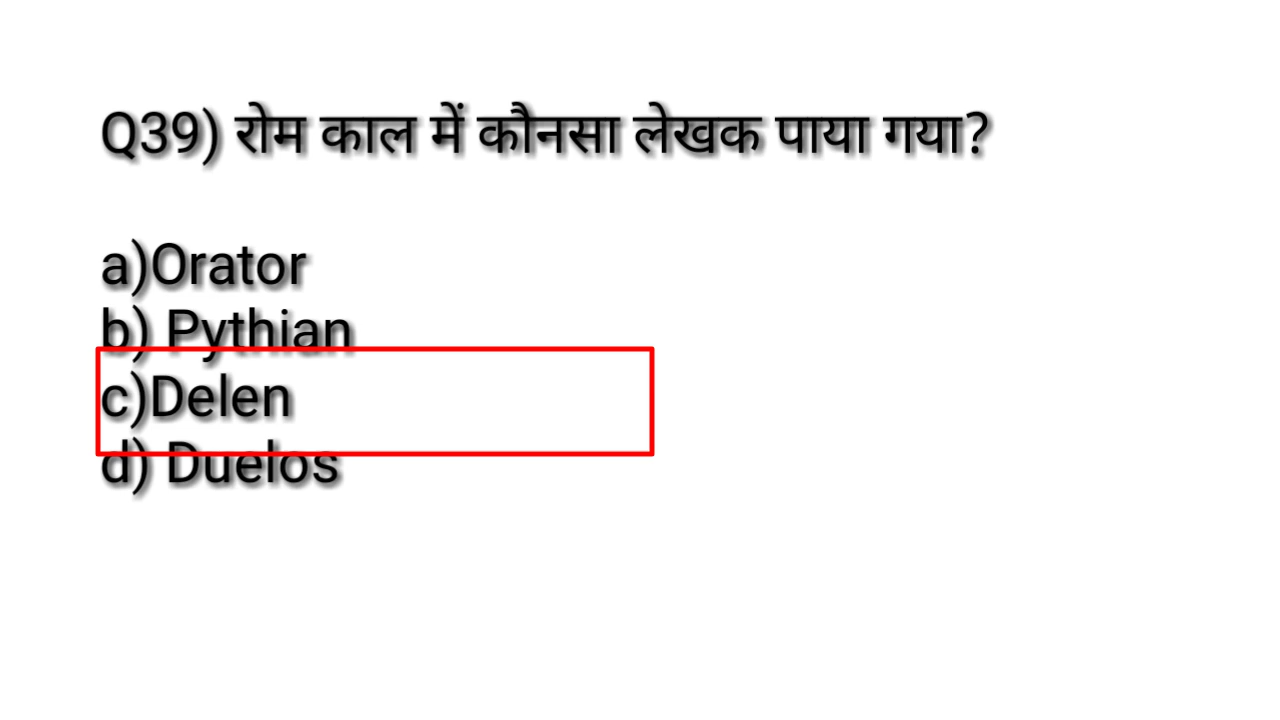 Q39) रोम काल में कौनसा लेखक पाया गया?
a)Orator
b) Pythian
c)Delen
d) Duelos